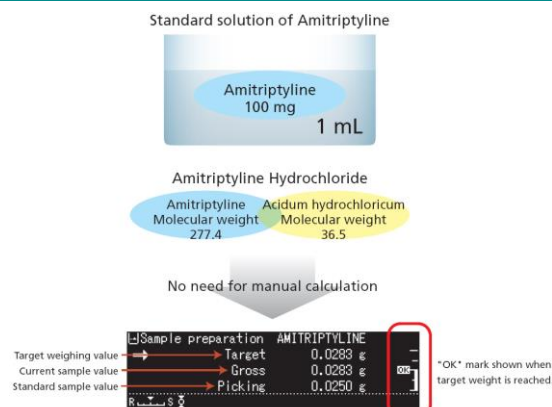 Standard solution of Amitriptyline
Amitriptyline
100 mg
1 mL
Amitriptyline Hydrochloride
Amitriptyline Acidum hydrochloricum
Molecular weight Molecular weight
277.4 36.5
No need for manual calculation
Sample preparation AMITRIPTYLINE
Target weighing value Target 0.0283 g
Current sample value Gross 0.0283 g OK
Standard sample value Picking 0.0250 g
R S
"OK" mark shown when
target weight is reached.